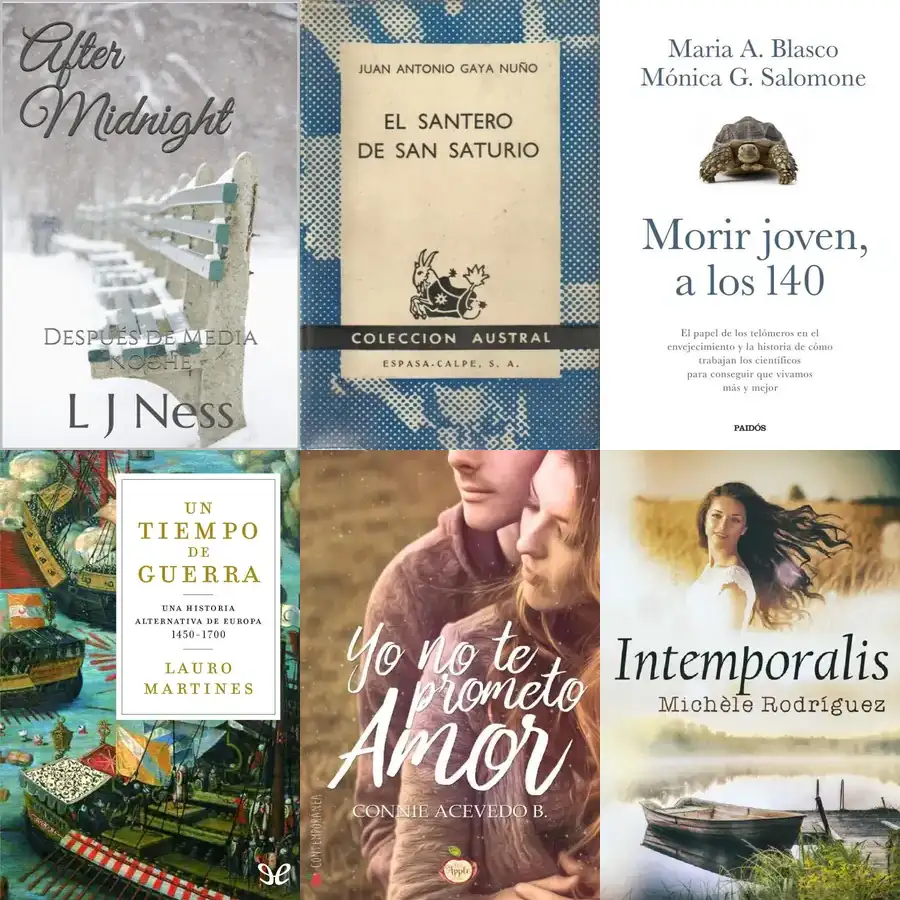 After
Midnight
DESPUÉS DE MEDIA
NOCHE
L J NESS
JUAN ANTONIO GAYA NUÑO
EL SANTERO
DE SAN SATURIO
COLECCION AUSTRAL
ESPASA-CALPE, S. A.
Maria A. Blasco
Mónica G. Salomone
Morir joven,
a los 140
El papel de los telómeros en el
envejecimiento y la historia de cómo
trabajan los científicos
para conseguir que vivamos
más y mejor
PAIDÓS
UN
TIEMPO
DE
GUERRA
UNA HISTORIA
ALTERNATIVA DE EUROPA
1450-1700
LAURO
MARTINES
Yo no te
prometo
Amor
CONNIE ACEVEDO B.
CONTEMPORÁNEA
Apple
Intemporalis
Michèle Rodríguez